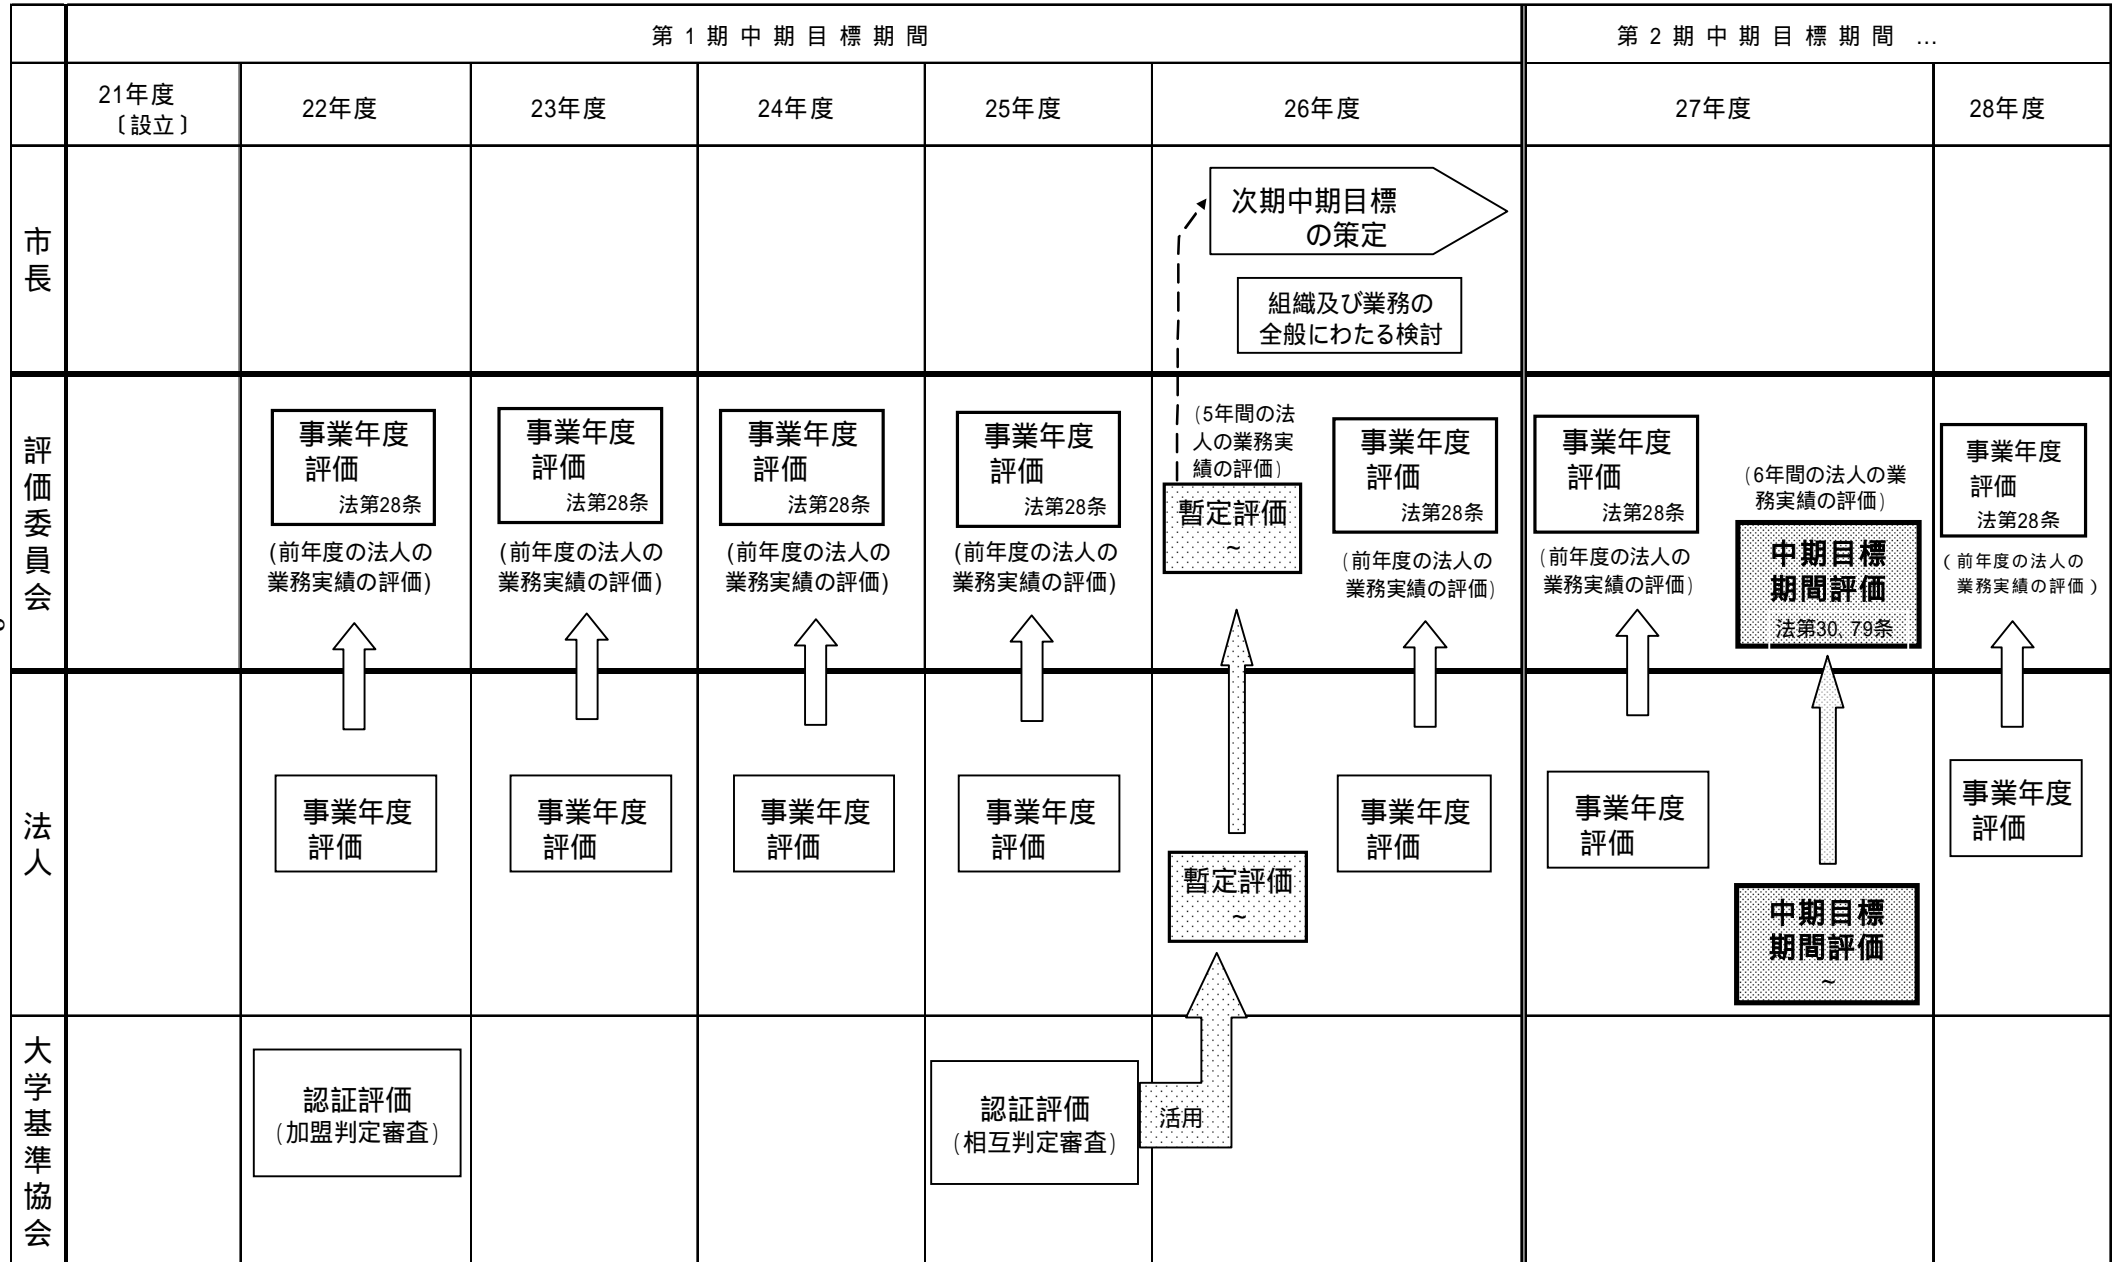 第1期中期目標期間
第2期中期目標期間 …
21年度
〔設立〕
22年度
23年度
24年度
25年度
26年度
27年度
28年度
市長
次期中期目標
の策定
組織及び業務の
全般にわたる検討
評価委員会
事業年度
評価
法第28条
(前年度の法人の
業務実績の評価)
事業年度
評価
法第28条
(前年度の法人の
業務実績の評価)
事業年度
評価
法第28条
(前年度の法人の
業務実績の評価)
事業年度
評価
法第28条
(前年度の法人の
業務実績の評価)
(5年間の法
人の業務実
績の評価)
暫定評価
~
事業年度
評価
法第28条
(前年度の法人の
業務実績の評価)
事業年度
評価
法第28条
(前年度の法人の
業務実績の評価)
(6年間の法人の業
務実績の評価)
中期目標
期間評価
法第30、79条
事業年度
評価
法第28条
(前年度の法人の
業務実績の評価)
法人
事業年度
評価
事業年度
評価
事業年度
評価
事業年度
評価
暫定評価
~
事業年度
評価
事業年度
評価
中期目標
期間評価
~
事業年度
評価
大学基準協会
認証評価
(加盟判定審査)
認証評価
(相互判定審査)
活用